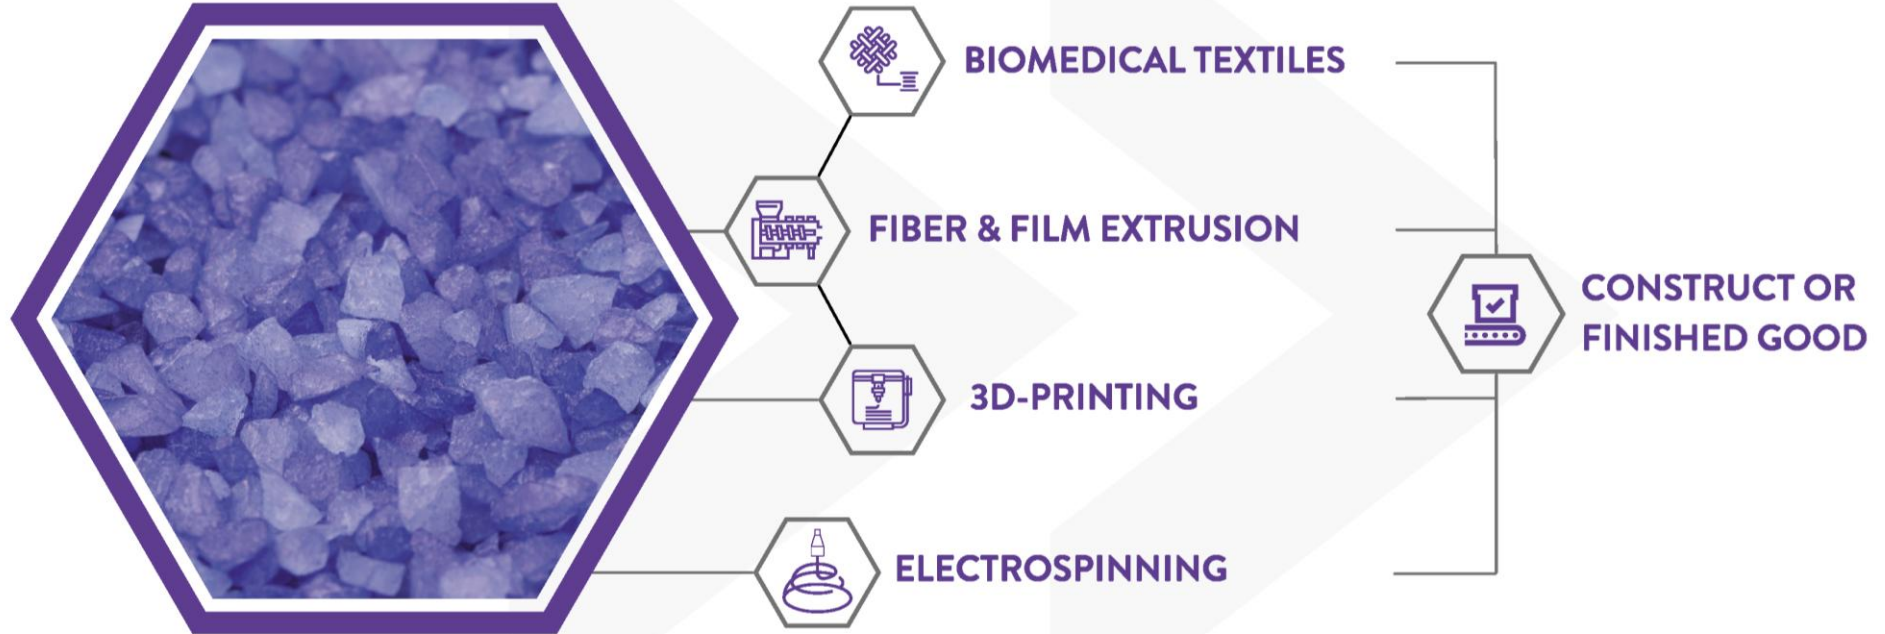 BIOMEDICAL TEXTILES
FIBER & FILM EXTRUSION
CONSTRUCT OR
FINISHED GOOD
3D-PRINTING
ELECTROSPINNING